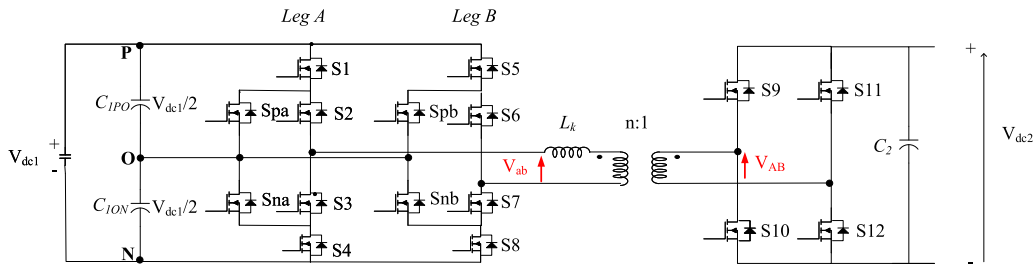 Leg A
Leg B
P
S1
S5
C1PO
Vdc1/2
Spa
S2
Spb
S6
S9
S11
Lk
n:1
+
Vdc1
+
-
O
Vab
VAB
C2
Vdc2
C1ON
Vdc1/2
Sna
S3
Snb
S7
S10
S12
S4
S8
N
-